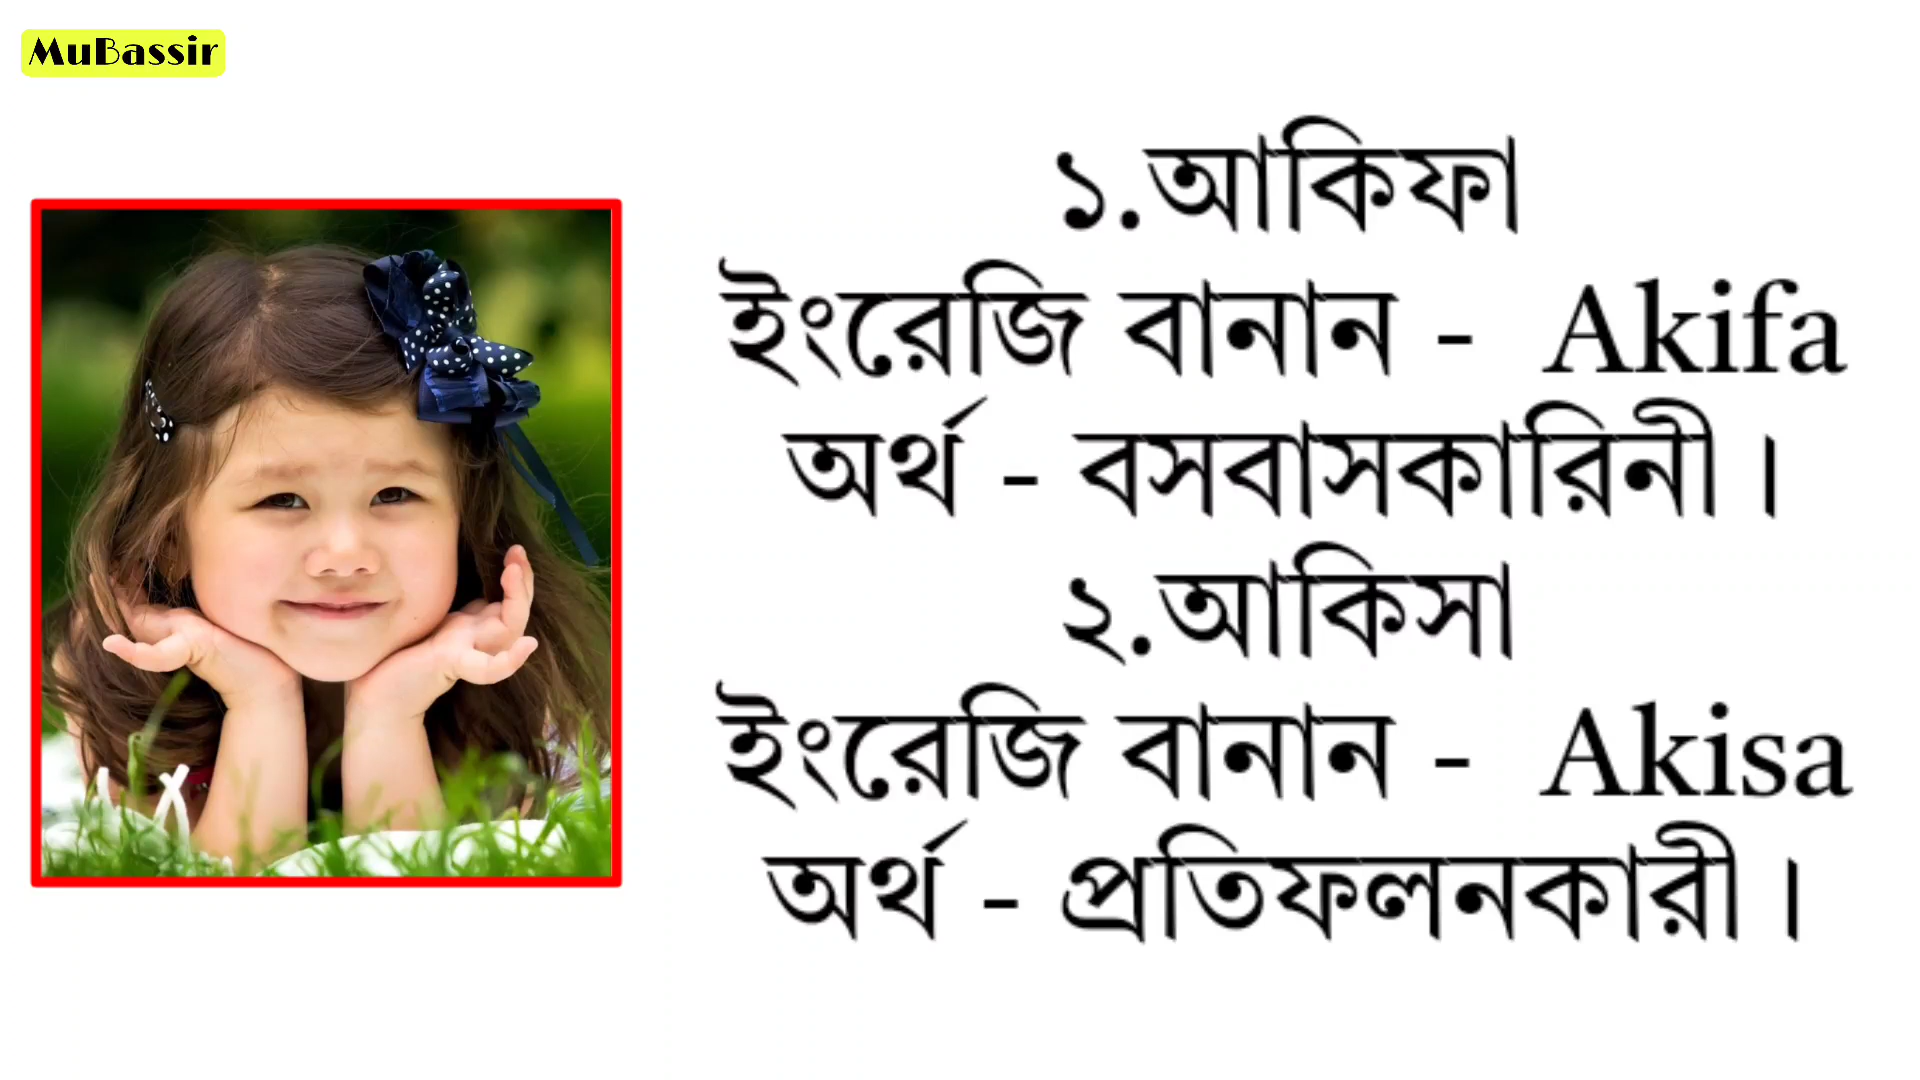 MuBassir
১.আকিফা
ইংরেজি বানান - Akifa
অর্থ - বসবাসকারিনী।
২.আকিসা
ইংরেজি বানান - Akisa
অর্থ - প্রতিফলনকারী।